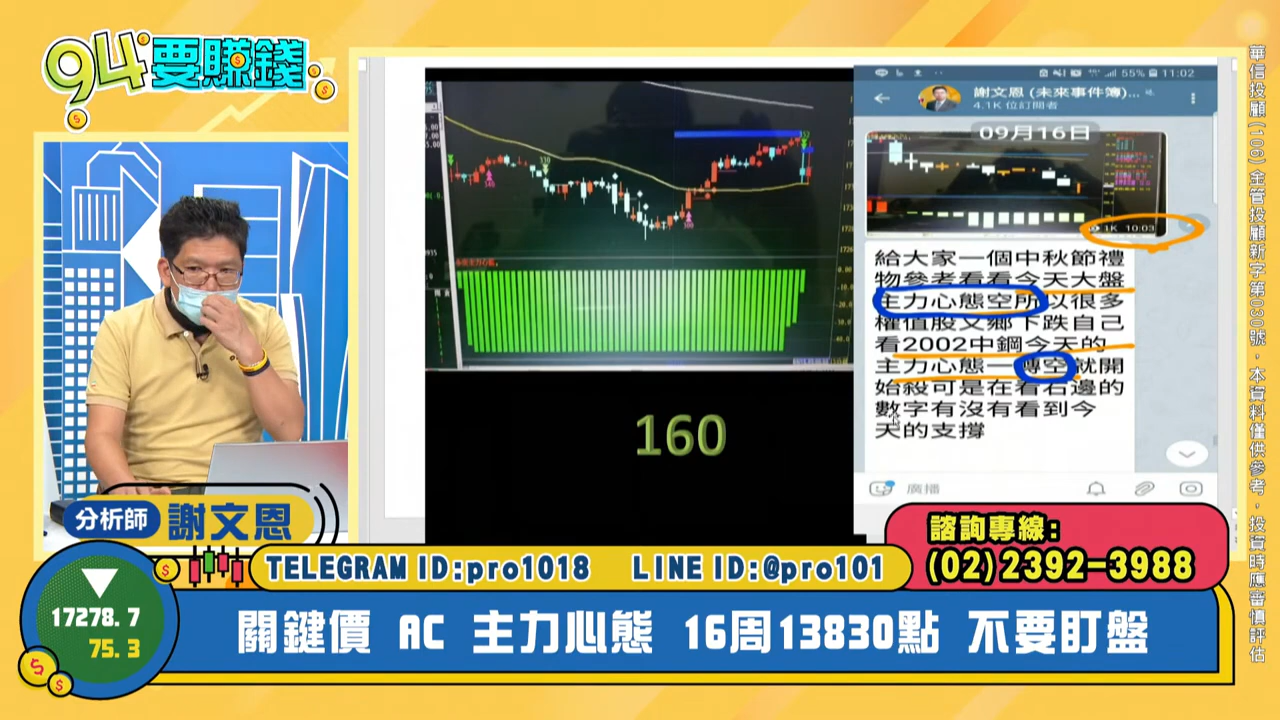 94要賺錢
謝文恩 (未來事件簿)...
4.1K 位訂閱者
55%
11:02
09月16日
1K 10:03
給大家一個中秋節禮
物參考看看今天大盤
主力心態空所以很多
權值股又鄉下跌自己
看2002中鋼今天的
主力心態一轉空就開
始殺可是在看右邊的
數字有沒有看到今
天的支撐
廣播
160
分析師 謝文恩
諮詢專線:
(02)2392-3988
TELEGRAM ID:pro1018 LINE ID:@pro101
17278.7
75.3
關鍵價 AC 主力心態 16周13830點 不要盯盤
華信投顧(106)金管投顧新字第030號，本資料僅供參考，投資時應審慎評估